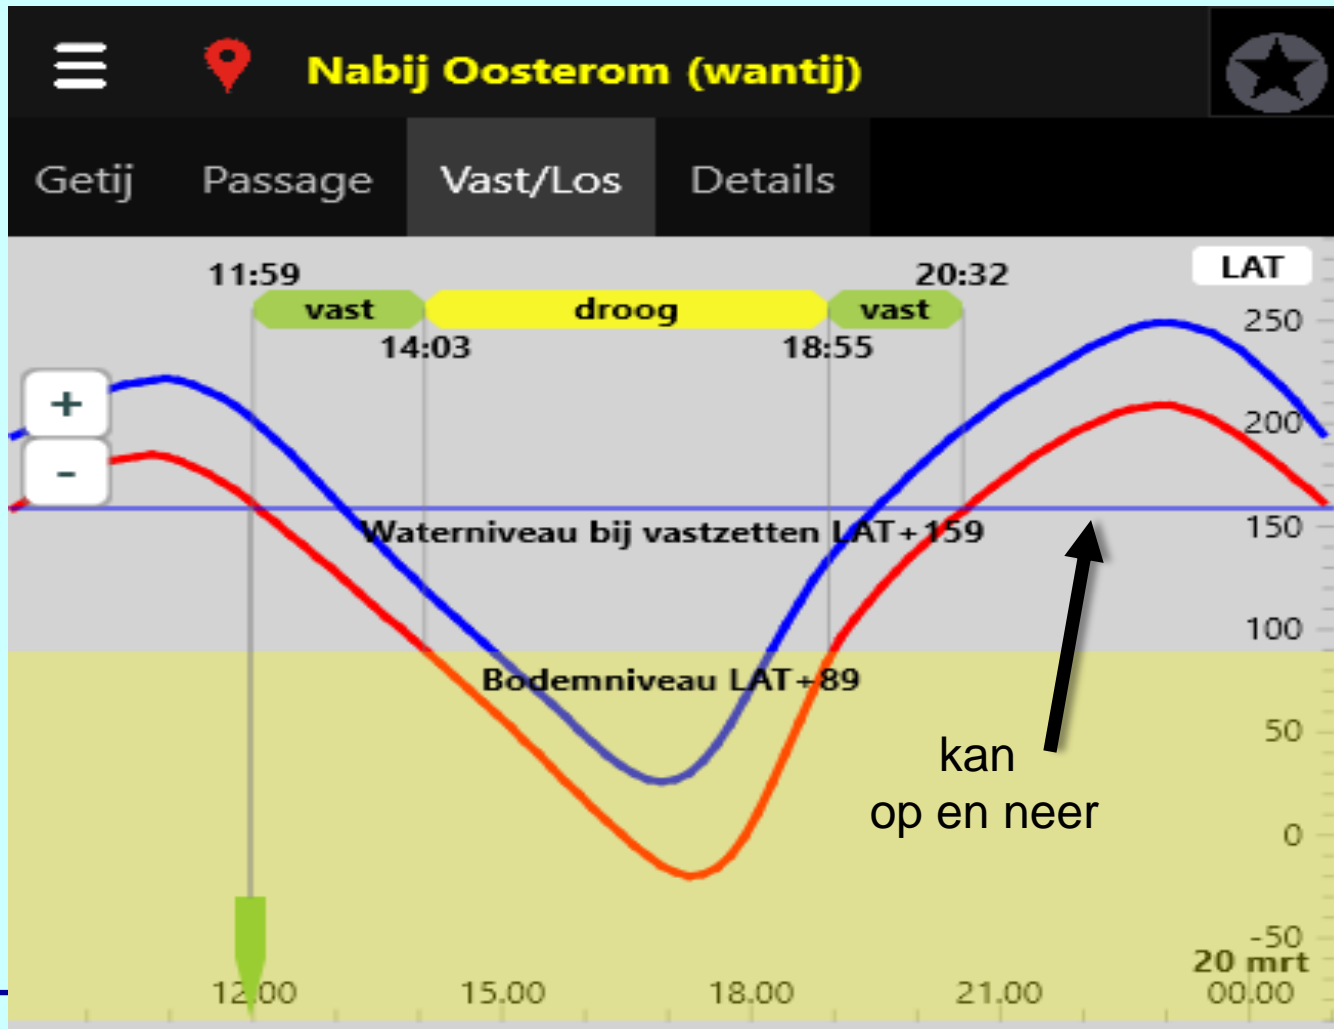 Nabij Oosterom (wantij)
Getij Passage Vast/Los Details
11:59 20:32 LAT
vast droog vast
14:03 18:55
250
+
200
-
Waterniveau bij vastzetten LAT+159
150
100
Bodemniveau LAT+89
50
kan
op en neer
0
-50
20 mrt
12.00 15.00 18.00 21.00 00.00